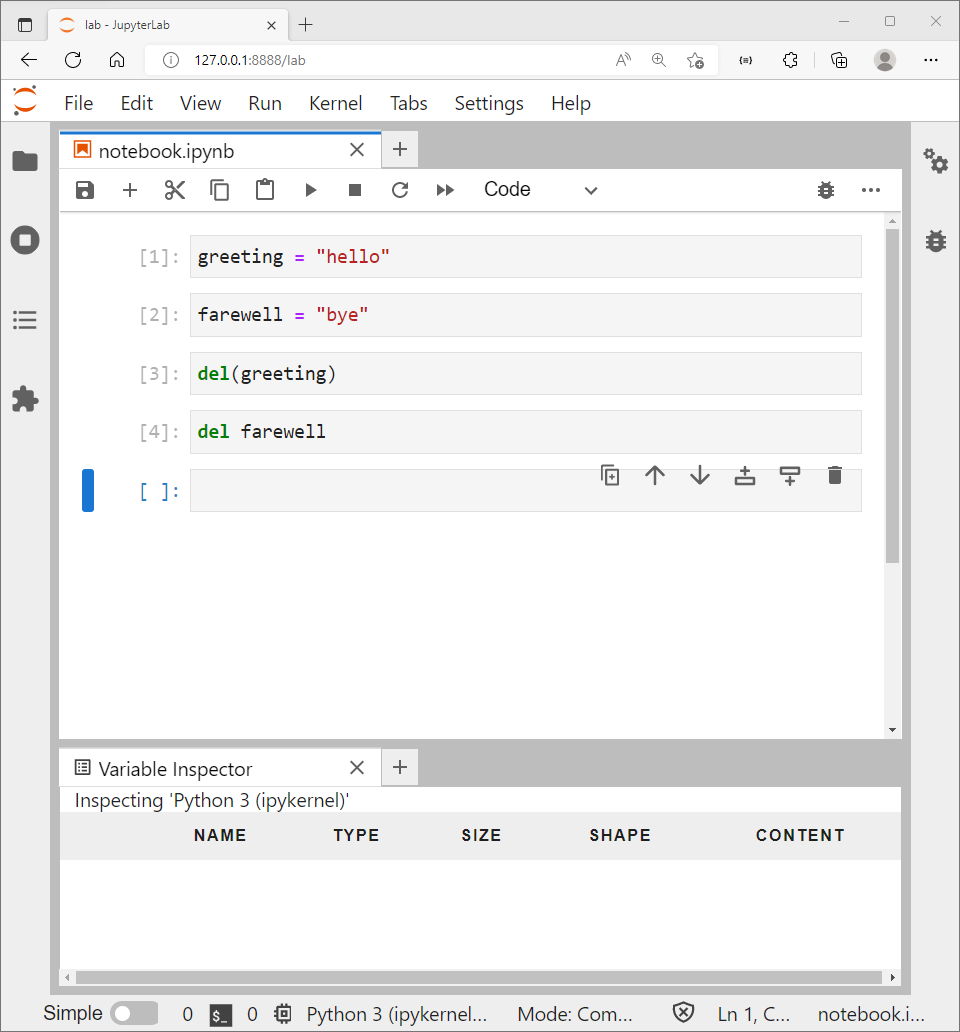 lab - JupyterLab
127.0.0.1:8888/lab
File Edit View Run Kernel Tabs Settings Help
notebook.ipynb
Code
[1]: greeting = "hello"
[2]: farewell = "bye"
[3]: del(greeting)
[4]: del farewell
[ ]:
Variable Inspector
Inspecting 'Python 3 (ipykernel)'
NAME TYPE SIZE SHAPE CONTENT
Simple 0 $_ 0 Python 3 (ipykernel... Mode: Com... Ln 1, C... notebook.i...